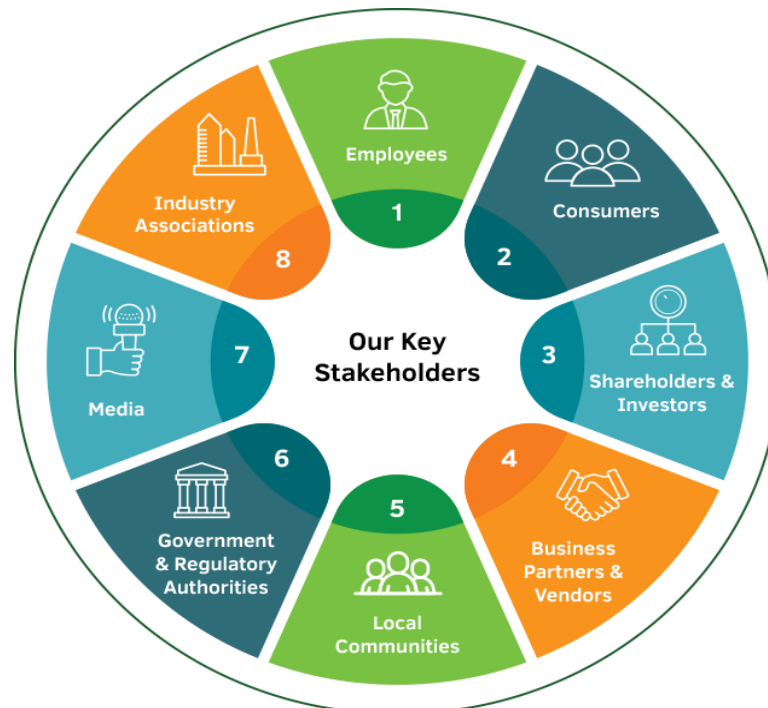 Our Key
Stakeholders
Employees
1
Consumers
2
3
Shareholders &
Investors
4
Business
Partners &
Vendors
5
Local
Communities
6
Government
& Regulatory
Authorities
7
Media
Industry
Associations
8